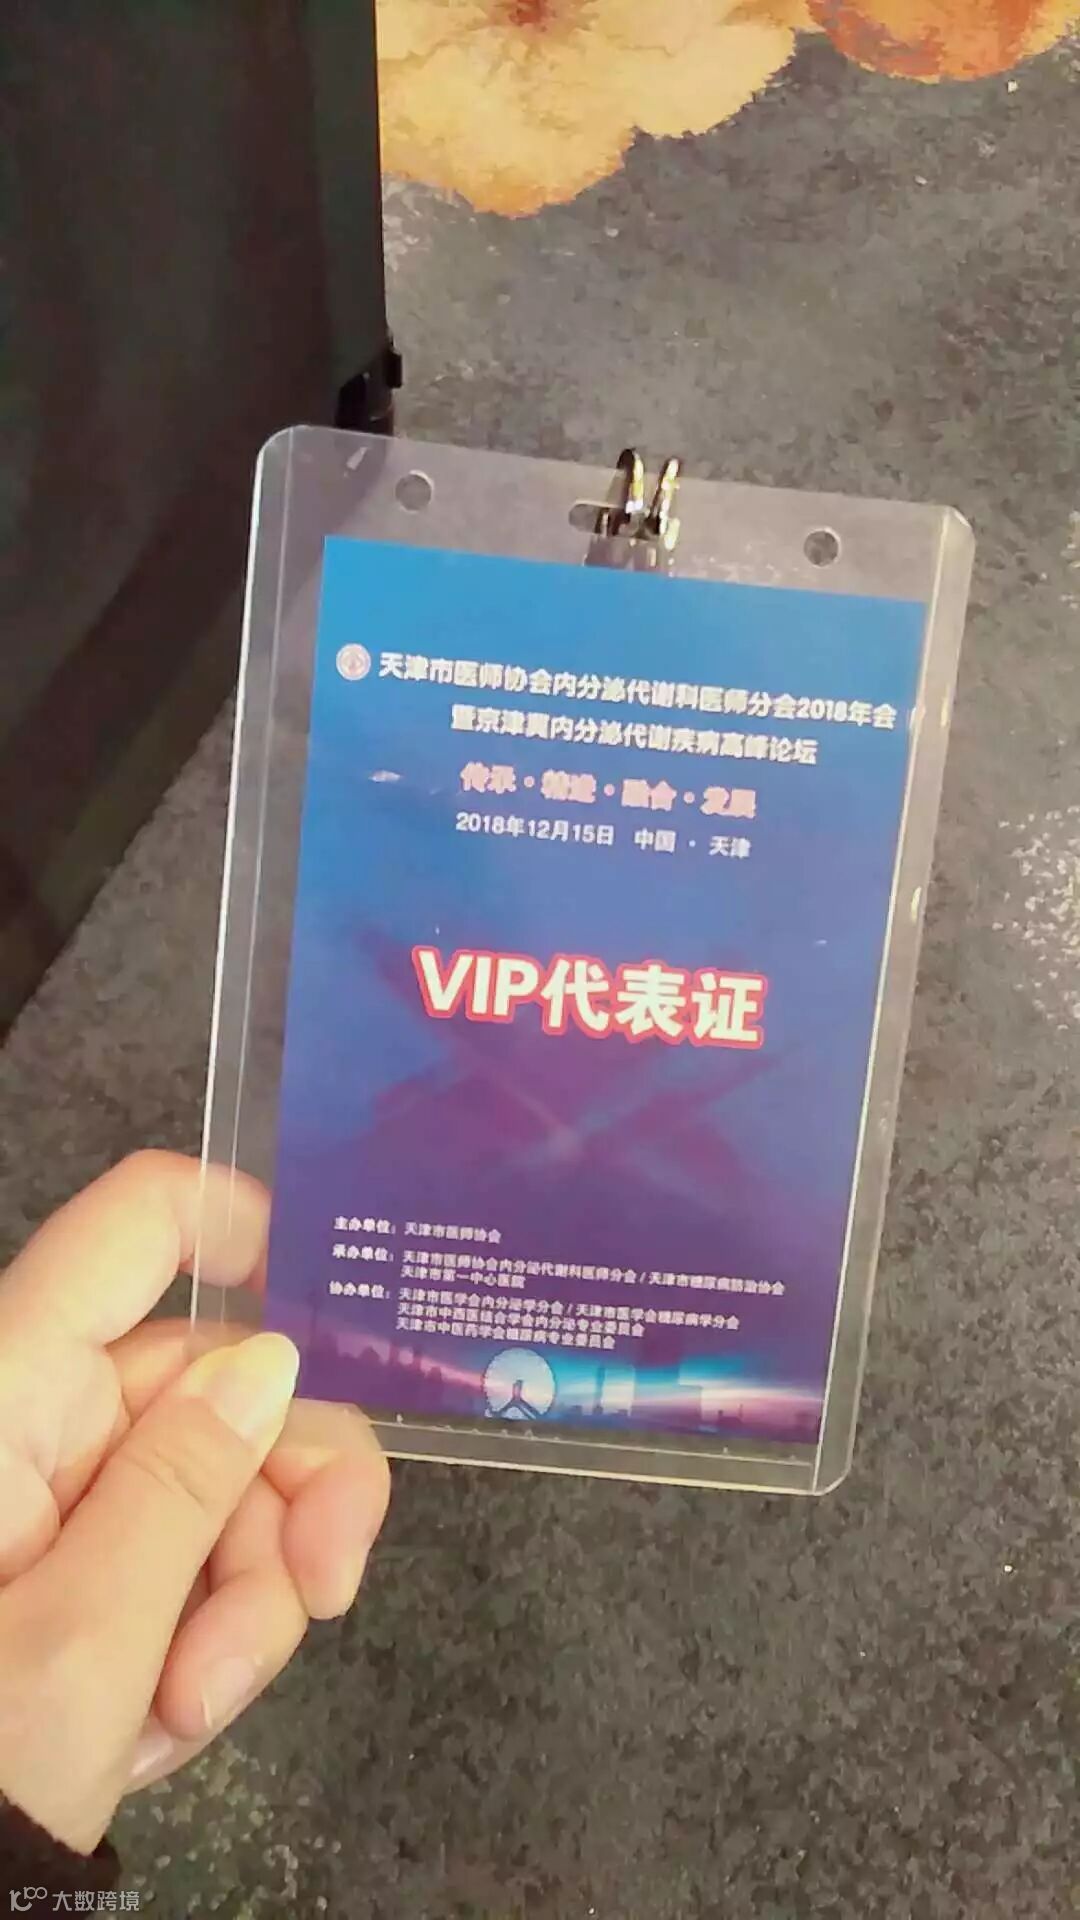 天津市医师协会内分泌代谢科医师分会2018年会
暨京津冀内分泌代谢疾病高峰论坛
传承·精进·融合·发展
2018年12月15日 中国·天津
VIP代表证
主办单位：天津市医师协会
承办单位：天津市医师协会内分泌代谢科医师分会/天津市糖尿病防治协会
天津市第一中心医院
协办单位：天津市医学会内分泌学分会/天津市医学会糖尿病学分会
天津市中西医结合学会内分泌专业委员会
天津市中医药学会糖尿病专业委员会
大数跨境